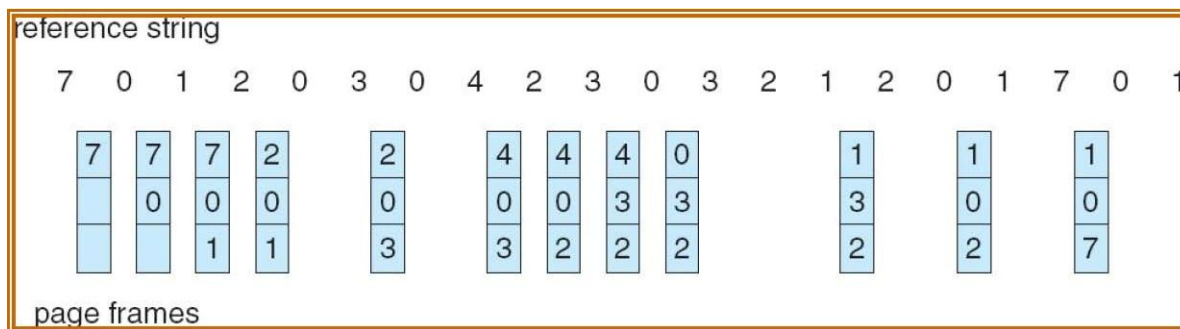 reference string
7 0 1 2 0 3 0 4 2 3 0 3 2 1 2 0 1 7 0 1
7 7 7 2 2 4 4 4 0 1 1 1
0 0 0 0 0 0 3 3 3 0 0
1 1 3 3 2 2 2 2 2 7
page frames